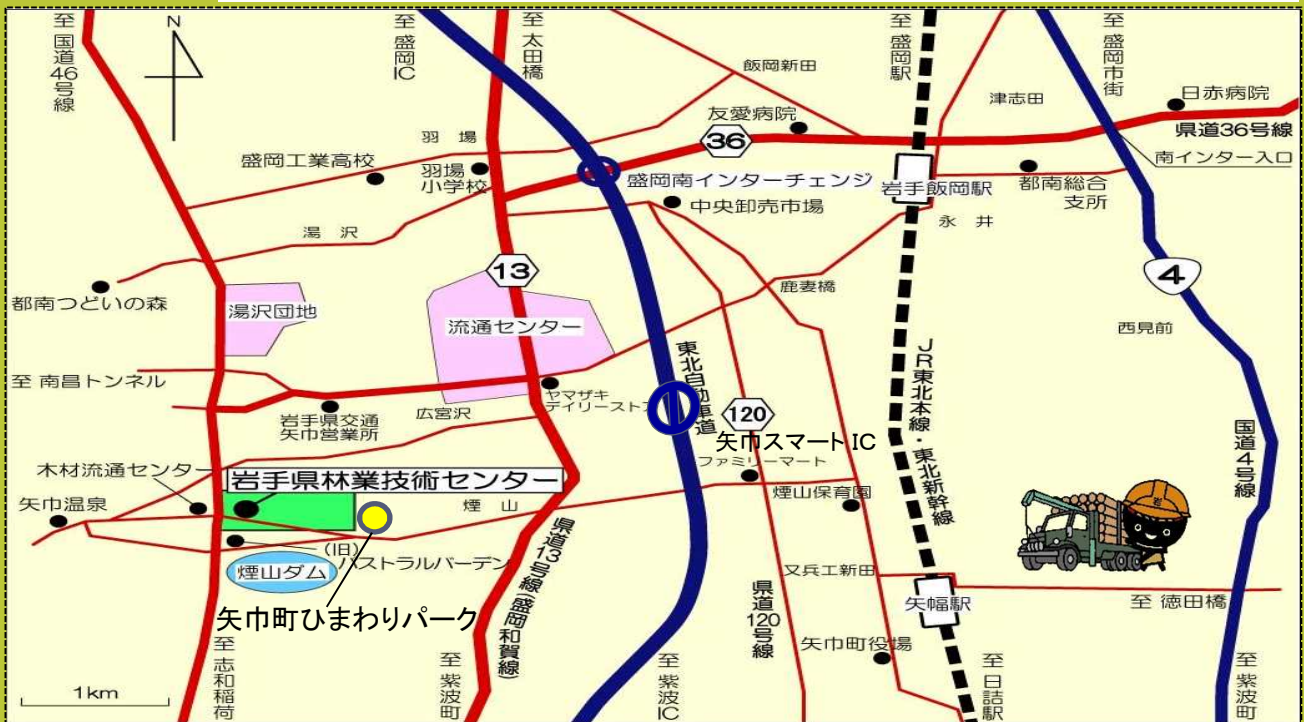 至 国道46号線
N
至 盛岡IC
至 太田橋
至 盛岡駅
至 盛岡市街
飯岡新田
津志田
日赤病院
友愛病院
県道36号線
36
羽場
盛岡工業高校
羽場
小学校
盛岡南インターチェンジ
岩手飯岡駅
南インター入口
都南総合
支所
中央卸売市場
永井
湯沢
13
4
都南つどいの森
湯沢団地
流通センター
鹿妻橋
西見前
至 南昌トンネル
東北自動車道
JR東北本線・東北新幹線
ヤマザキ
デイリーストア
岩手県交通
矢巾営業所
広宮沢
120
矢巾スマートIC
国道4号線
木材流通センター
岩手県林業技術センター
ファミリーマート
矢巾温泉
煙山
煙山保育園
岩
(旧)
パストラルバーデン
煙山ダム
県道13号線(盛岡和賀線)
又兵エ新田
矢幅駅
至 徳田橋
県道120号線
矢巾町ひまわりパーク
矢巾町役場
1km
至 志和稲荷
至 紫波町
至 紫波IC
至 日詰駅
至 紫波町